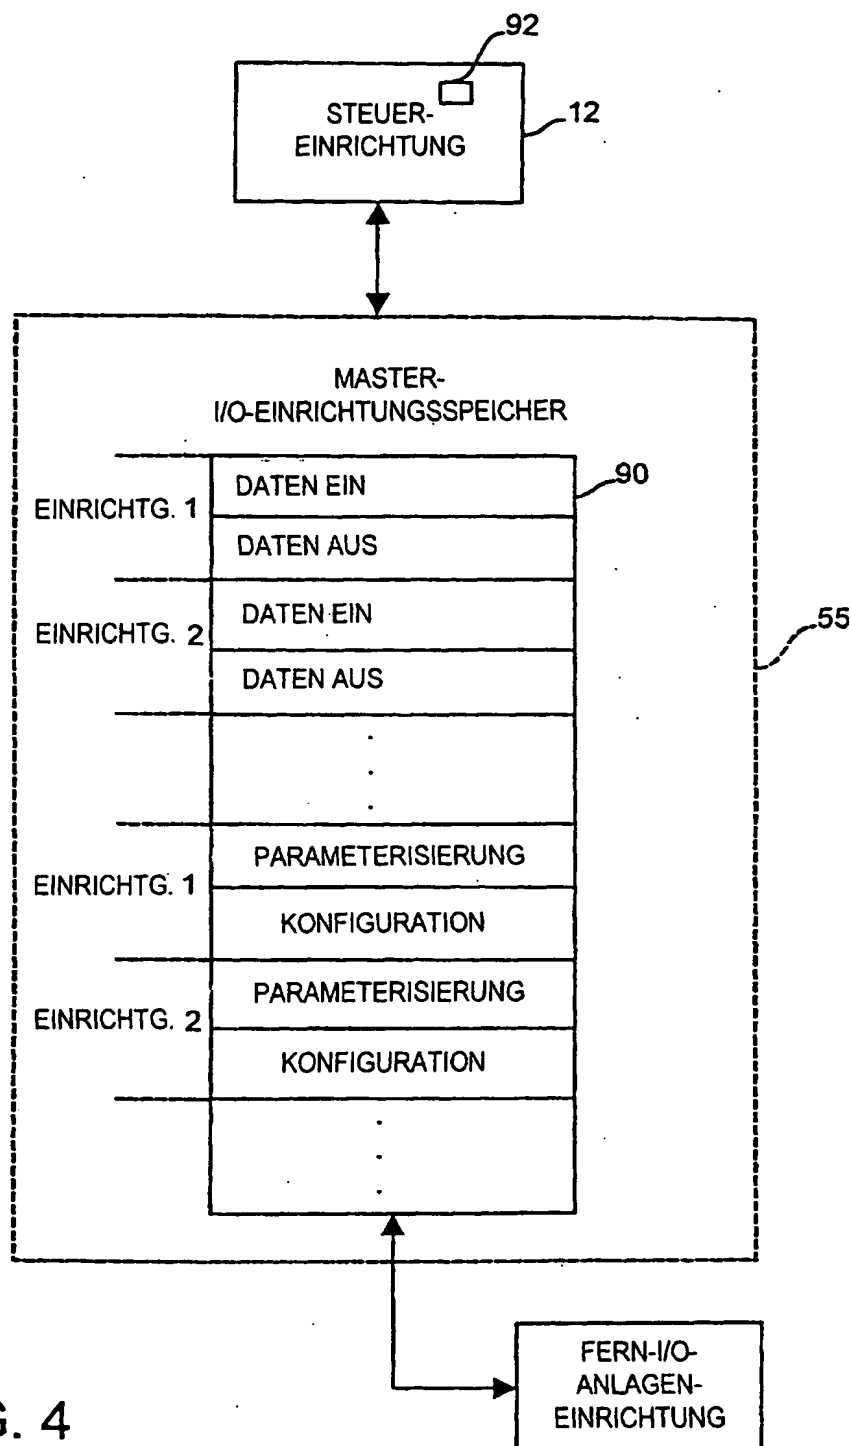 92
STEUER-
EINRICHTUNG
12
MASTER-
I/O-EINRICHTUNGSSPEICHER
90
EINRICHTG. 1
DATEN EIN
DATEN AUS
EINRICHTG. 2
DATEN EIN
DATEN AUS
55
EINRICHTG. 1
PARAMETERISIERUNG
KONFIGURATION
EINRICHTG. 2
PARAMETERISIERUNG
KONFIGURATION
FERN-I/O-
ANLAGEN-
EINRICHTUNG
G. 4